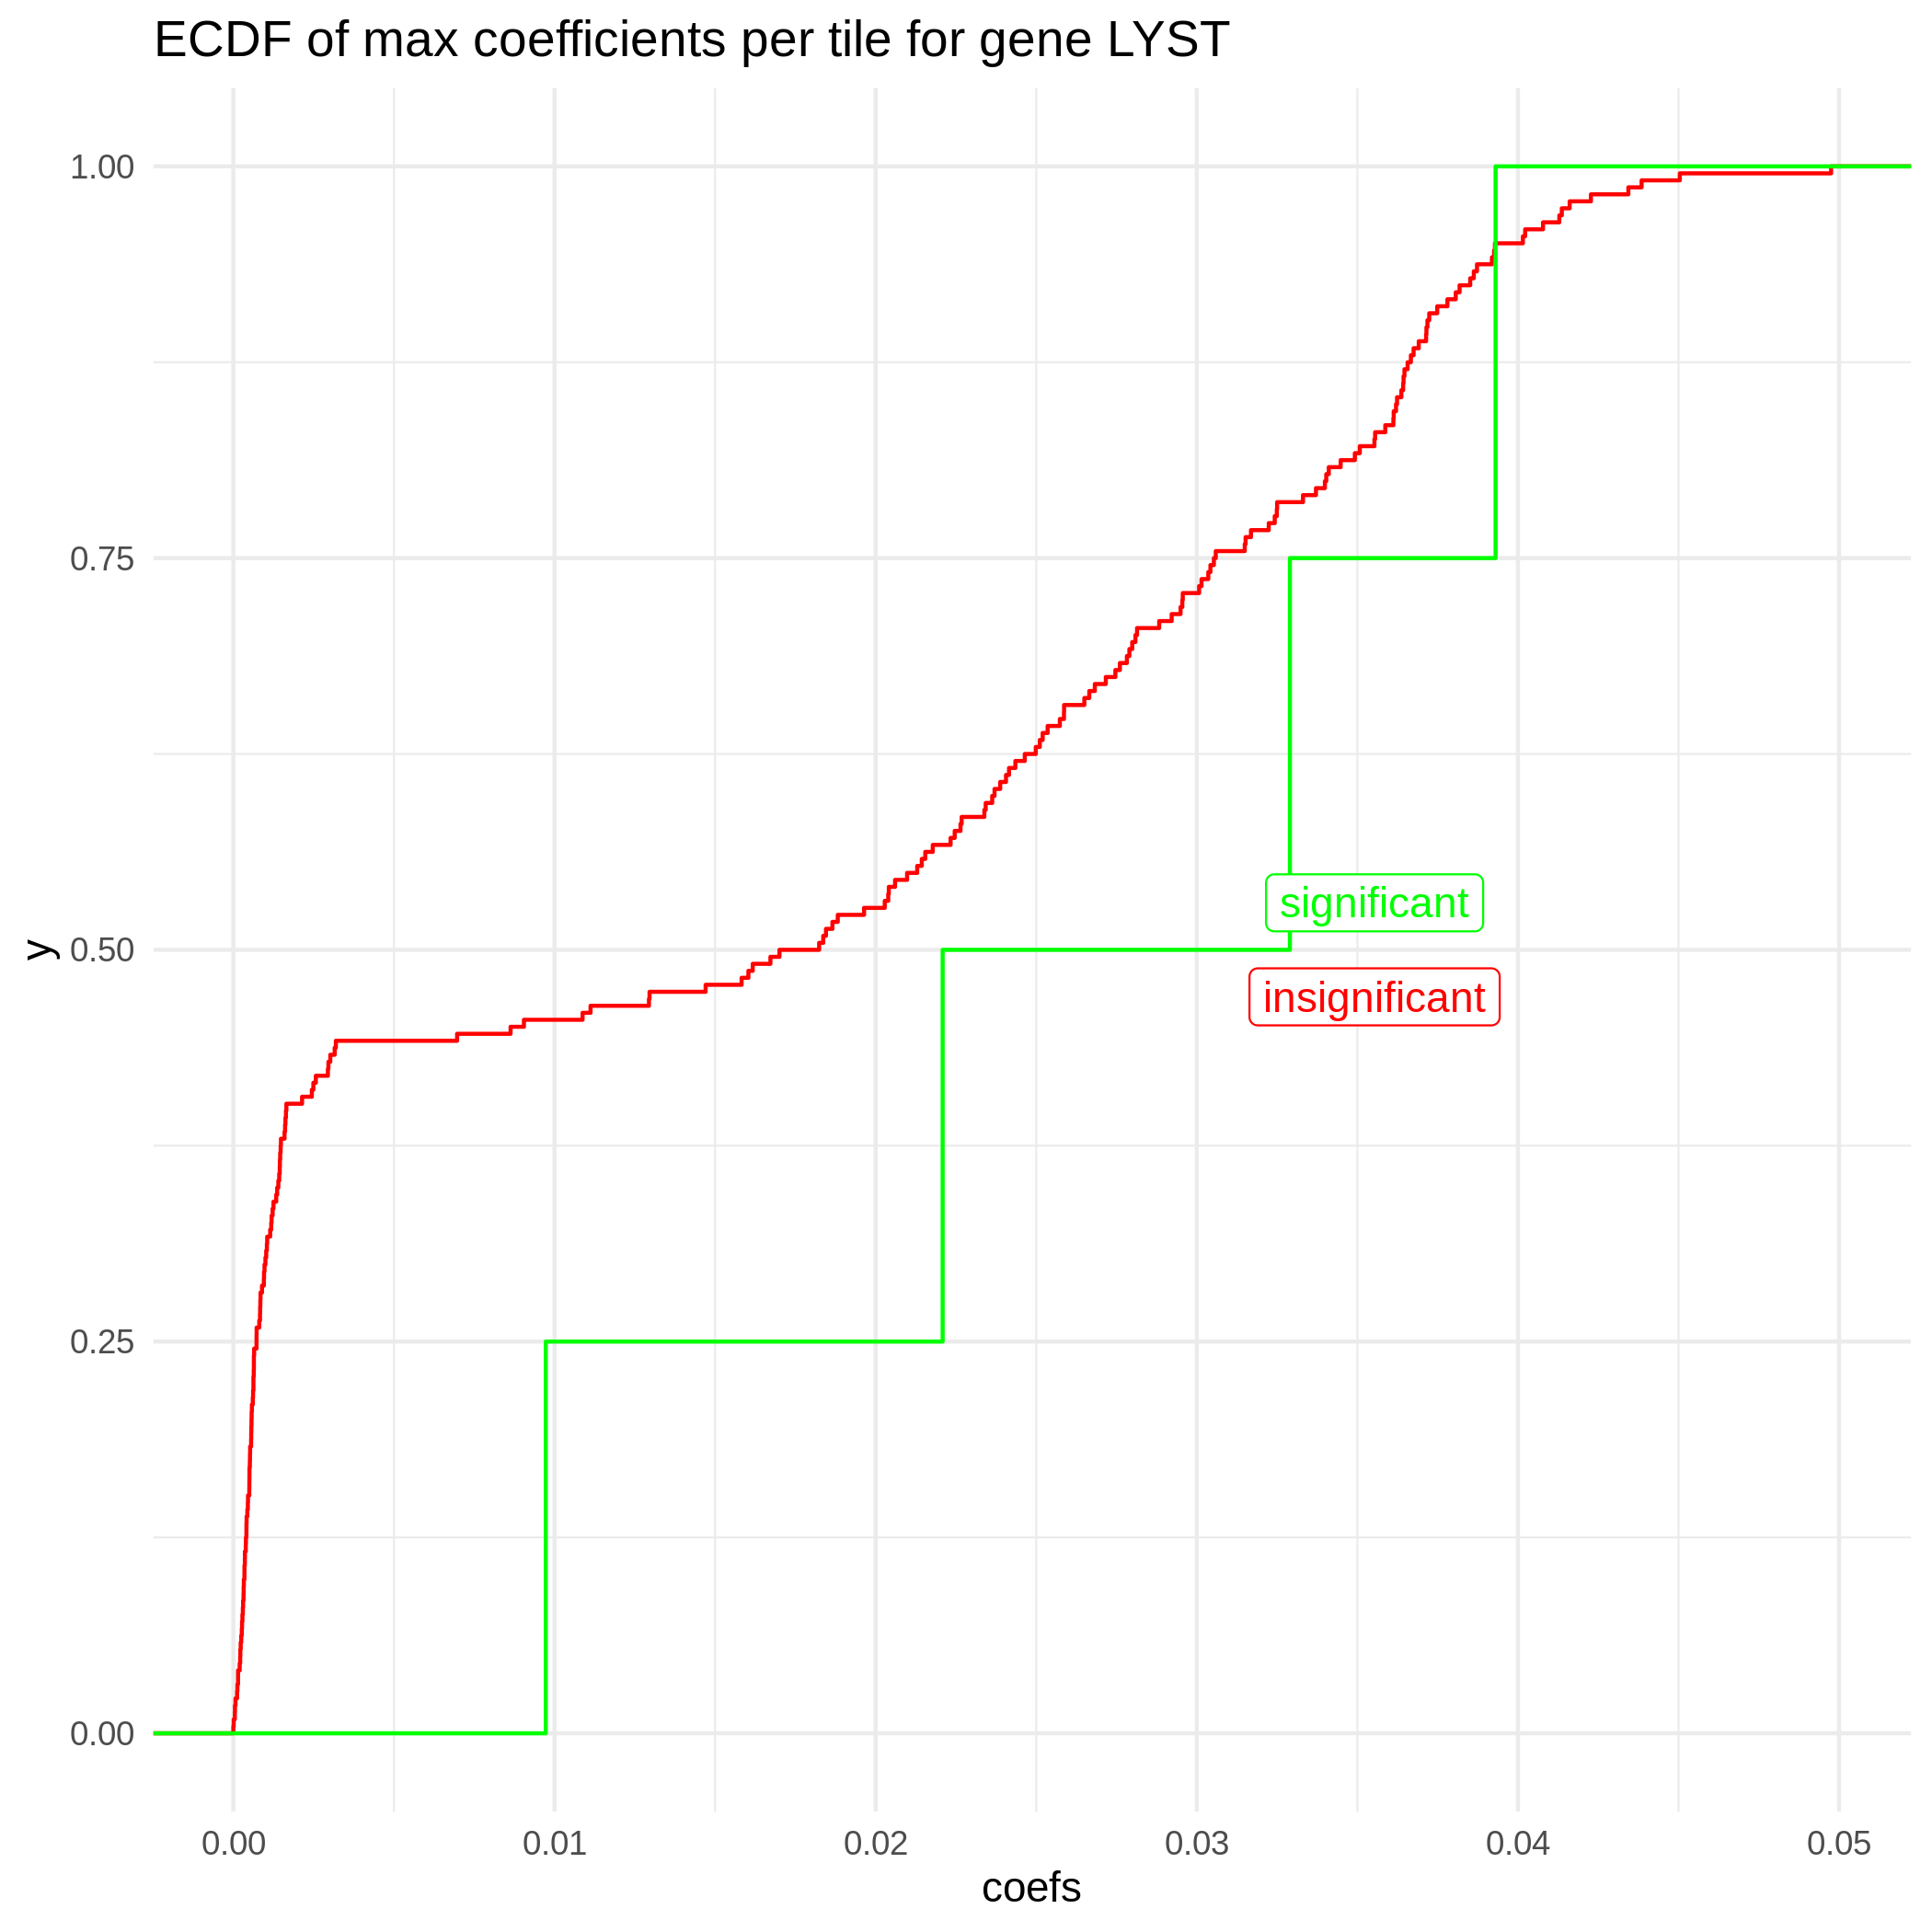 ECDF of max coefficients per tile for gene LYST
1.00
0.75
0.50
0.25
0.00
y
significant
insignificant
0.00 0.01 0.02 0.03 0.04 0.05
coefs